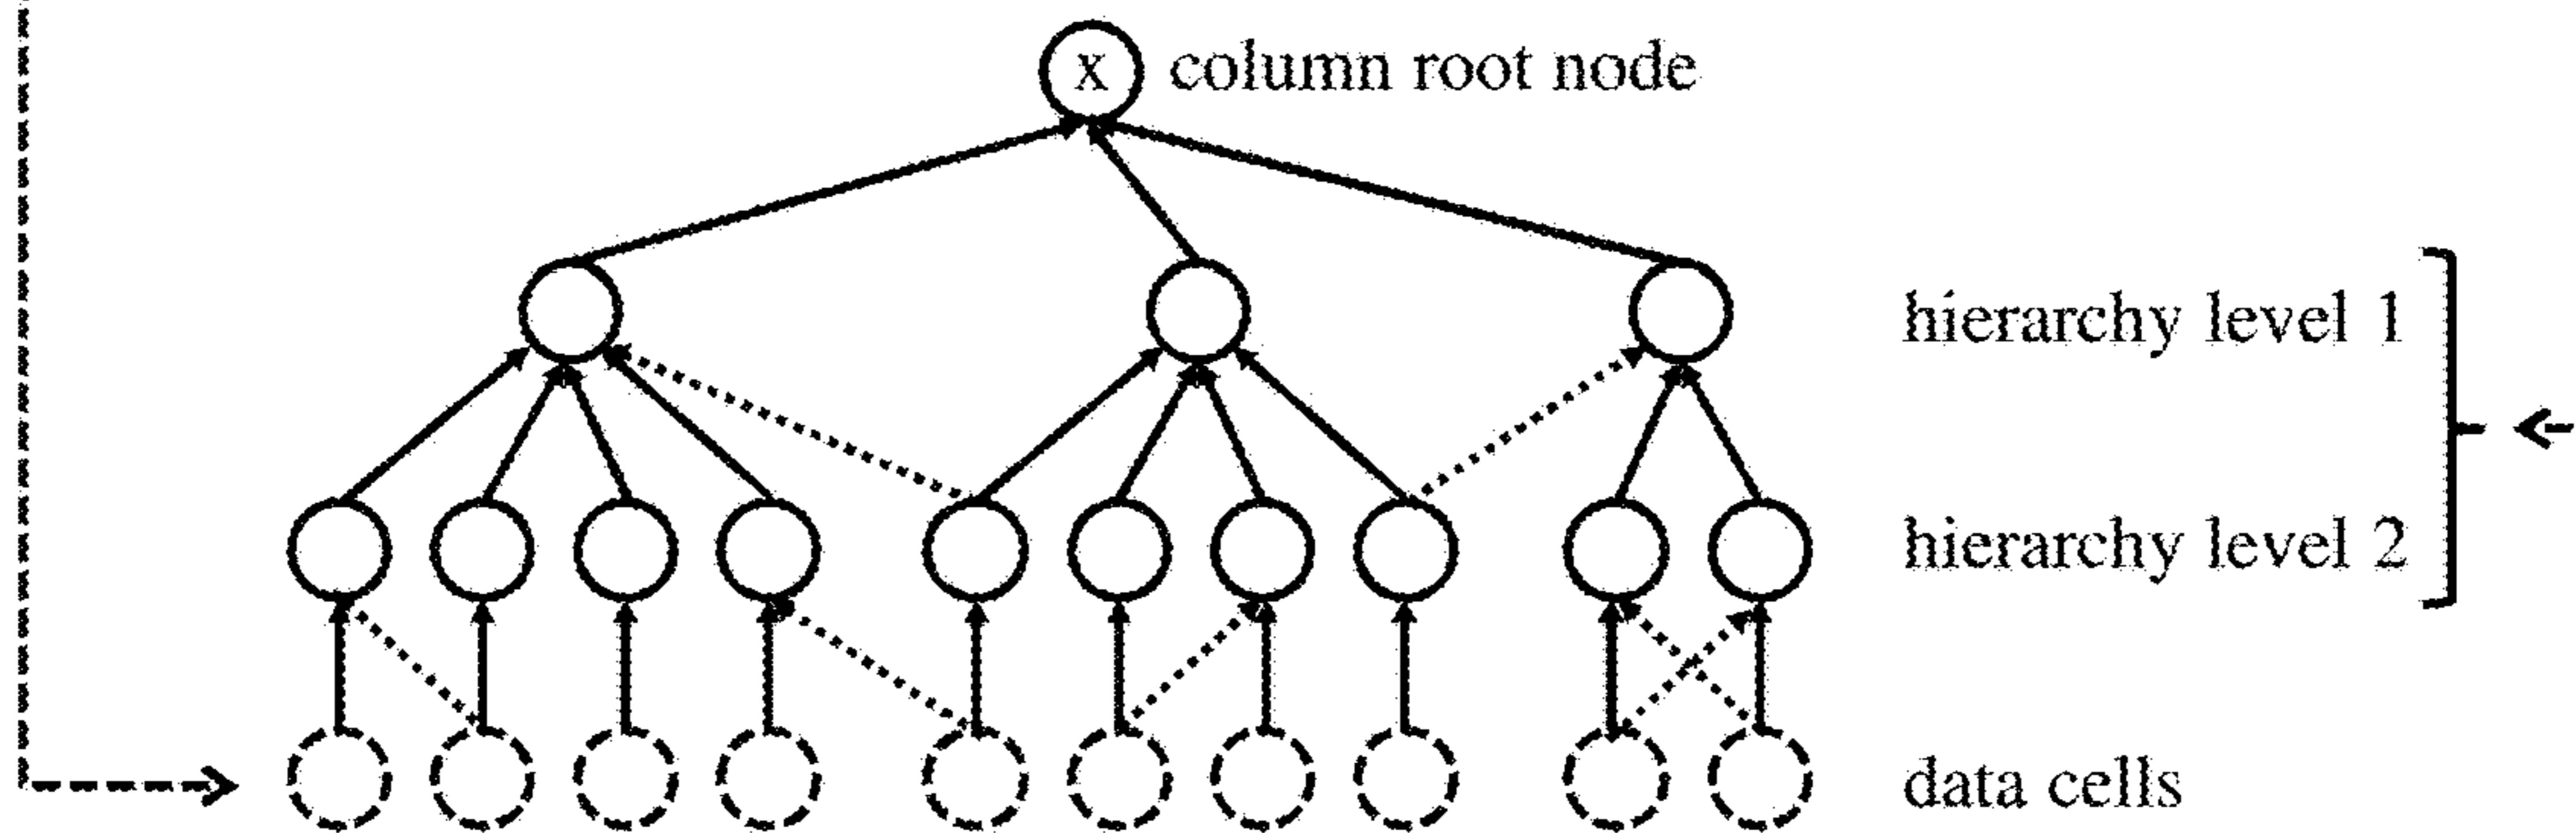 x column root node
hierarchy level 1
hierarchy level 2
data cells